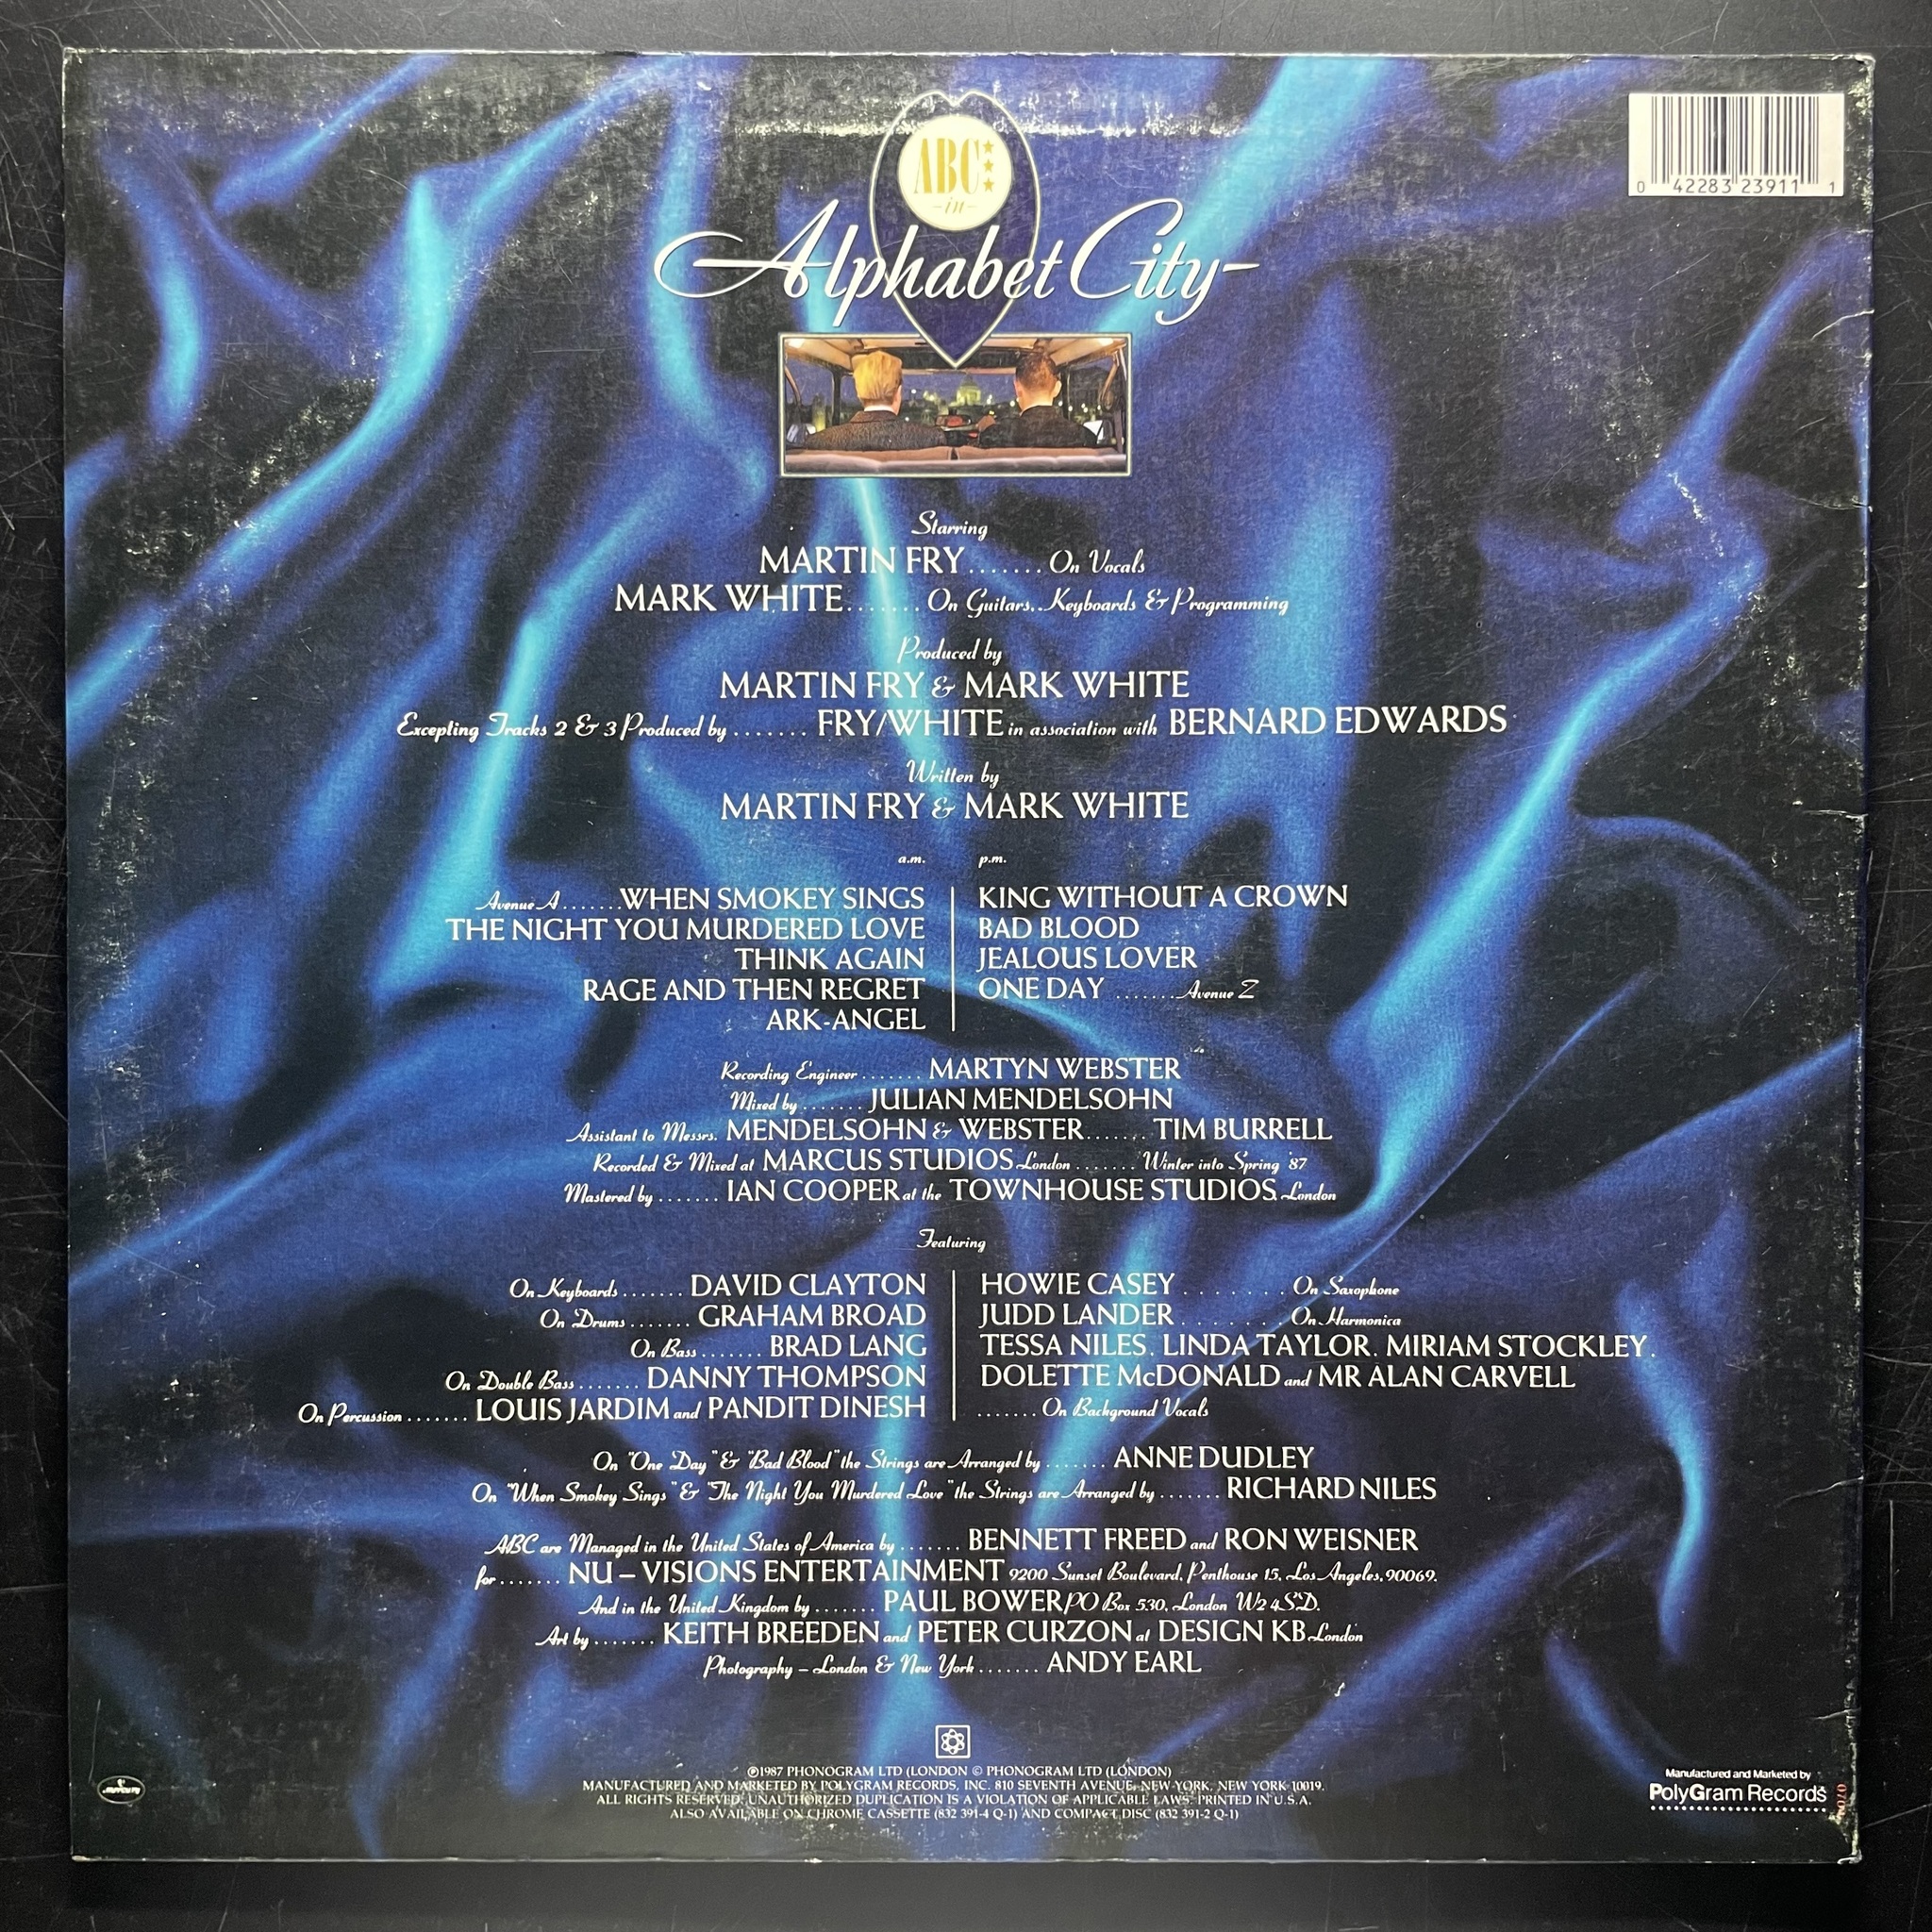 ABC
-in-
Alphabet City-
0 42283 23911 1
Starring
MARTIN FRY ....... On Vocals
MARK WHITE ....... On Guitars, Keyboards & Programming
Produced by
MARTIN FRY & MARK WHITE
Excepting Tracks 2 & 3 Produced by ....... FRY/WHITE in association with BERNARD EDWARDS
Written by
MARTIN FRY & MARK WHITE
a.m.
Avenue A ....... WHEN SMOKEY SINGS
THE NIGHT YOU MURDERED LOVE
THINK AGAIN
RAGE AND THEN REGRET
ARK-ANGEL
p.m.
KING WITHOUT A CROWN
BAD BLOOD
JEALOUS LOVER
ONE DAY ....... Avenue Z
Recording Engineer ....... MARTYN WEBSTER
Mixed by ....... JULIAN MENDELSOHN
Assistant to Messrs. MENDELSOHN & WEBSTER ....... TIM BURRELL
Recorded & Mixed at MARCUS STUDIOS London ....... Winter into Spring '87
Mastered by ....... IAN COOPER at the TOWNHOUSE STUDIOS, London
Featuring
On Keyboards ....... DAVID CLAYTON
On Drums ....... GRAHAM BROAD
On Bass ....... BRAD LANG
On Double Bass ....... DANNY THOMPSON
On Percussion ....... LOUIS JARDIM and PANDIT DINESH
HOWIE CASEY ....... On Saxophone
JUDD LANDER ....... On Harmonica
TESSA NILES, LINDA TAYLOR, MIRIAM STOCKLEY,
DOLETTE McDONALD and MR ALAN CARVELL
....... On Background Vocals
On "One Day" & "Bad Blood" the Strings are Arranged by ....... ANNE DUDLEY
On "When Smokey Sings" & "The Night You Murdered Love" the Strings are Arranged by ....... RICHARD NILES
ABC are Managed in the United States of America by ....... BENNETT FREED and RON WEISNER
for ....... NU – VISIONS ENTERTAINMENT 9200 Sunset Boulevard, Penthouse 15, Los Angeles, 90069.
And in the United Kingdom by ....... PAUL BOWER PO Box 530, London W2 4SD.
Art by ....... KEITH BREEDEN and PETER CURZON at DESIGN KB London
Photography – London & New York ....... ANDY EARL
℗1987 PHONOGRAM LTD (LONDON © PHONOGRAM LTD (LONDON)
MANUFACTURED AND MARKETED BY POLYGRAM RECORDS, INC. 810 SEVENTH AVENUE, NEW YORK, NEW YORK 10019.
ALL RIGHTS RESERVED. UNAUTHORIZED DUPLICATION IS A VIOLATION OF APPLICABLE LAWS. PRINTED IN U.S.A.
ALSO AVAILABLE ON CHROME CASSETTE (832 391-4 Q-1) AND COMPACT DISC (832 391-2 Q-1)
mercury
Manufactured and Marketed by
PolyGram Records